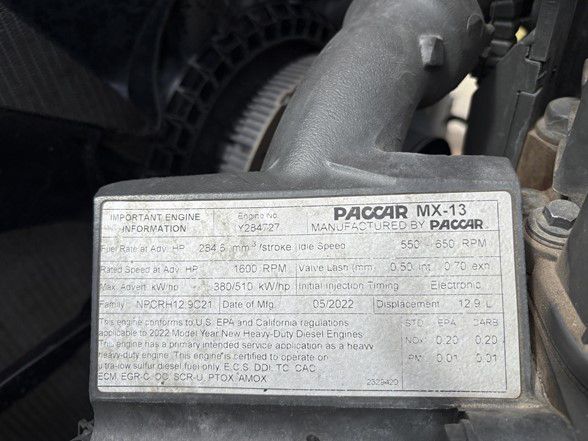 IMPORTANT ENGINE INFORMATION
Engine No. Y284727
PACCAR MX-13
MANUFACTURED BY PACCAR
Fuel Rate at Adv. HP 284.5 mm³/stroke Idle Speed 550 - 650 RPM
Rated Speed at Adv. HP 1600 RPM Valve Lash (mm) 0.50 int. 0.70 exh.
Max. Advert. kW/hp 380/510 kW/hp Initial Injection Timing Electronic
Family NPCRH12.9C21 Date of Mfg. 05/2022 Displacement 12.9 L
This engine conforms to U.S. EPA and California regulations
applicable to 2022 Model Year New Heavy-Duty Diesel Engines
This engine has a primary intended service application as a heavy
heavy-duty engine. This engine is certified to operate on
ultra-low sulfur diesel fuel only. E.C.S. DDI, TC, CAC,
ECM, EGR-C, OC, SCR-U, PTOX, AMOX
STD EPA CARB
NOx 0.20 0.20
PM 0.01 0.01